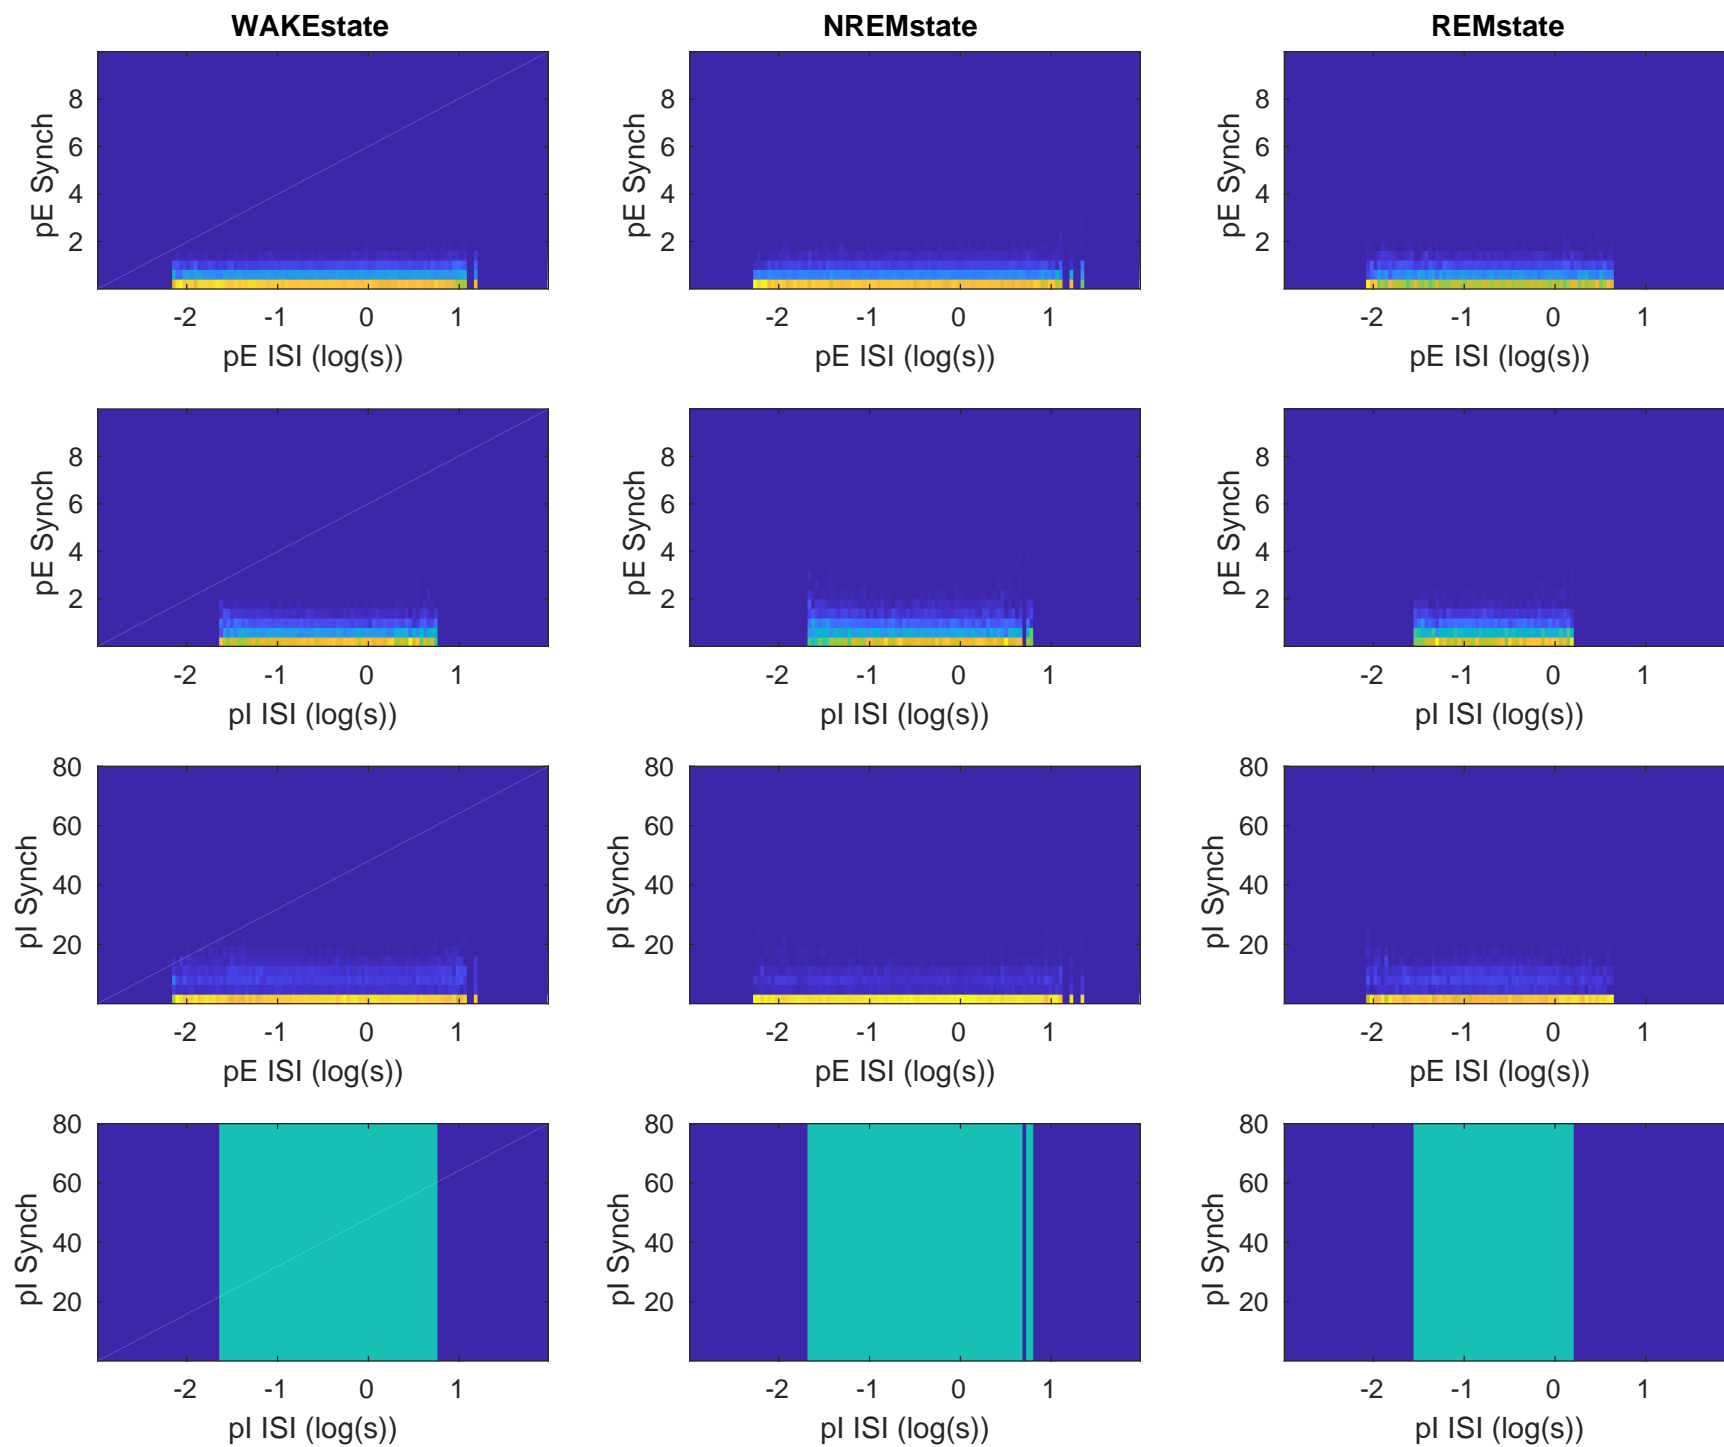 WAKEstate NREMstate REMstate
8 8 8
6 6 6
4 4 4
2 2 2
pE Synch pE Synch pE Synch
-2 -1 0 1 -2 -1 0 1 -2 -1 0 1
pE ISI (log(s)) pE ISI (log(s)) pE ISI (log(s))
8 8 8
6 6 6
4 4 4
2 2 2
pE Synch pE Synch pE Synch
-2 -1 0 1 -2 -1 0 1 -2 -1 0 1
pI ISI (log(s)) pI ISI (log(s)) pI ISI (log(s))
80 80 80
60 60 60
40 40 40
20 20 20
pI Synch pI Synch pI Synch
-2 -1 0 1 -2 -1 0 1 -2 -1 0 1
pE ISI (log(s)) pE ISI (log(s)) pE ISI (log(s))
80 80 80
60 60 60
40 40 40
20 20 20
pI Synch pI Synch pI Synch
-2 -1 0 1 -2 -1 0 1 -2 -1 0 1
pI ISI (log(s)) pI ISI (log(s)) pI ISI (log(s))